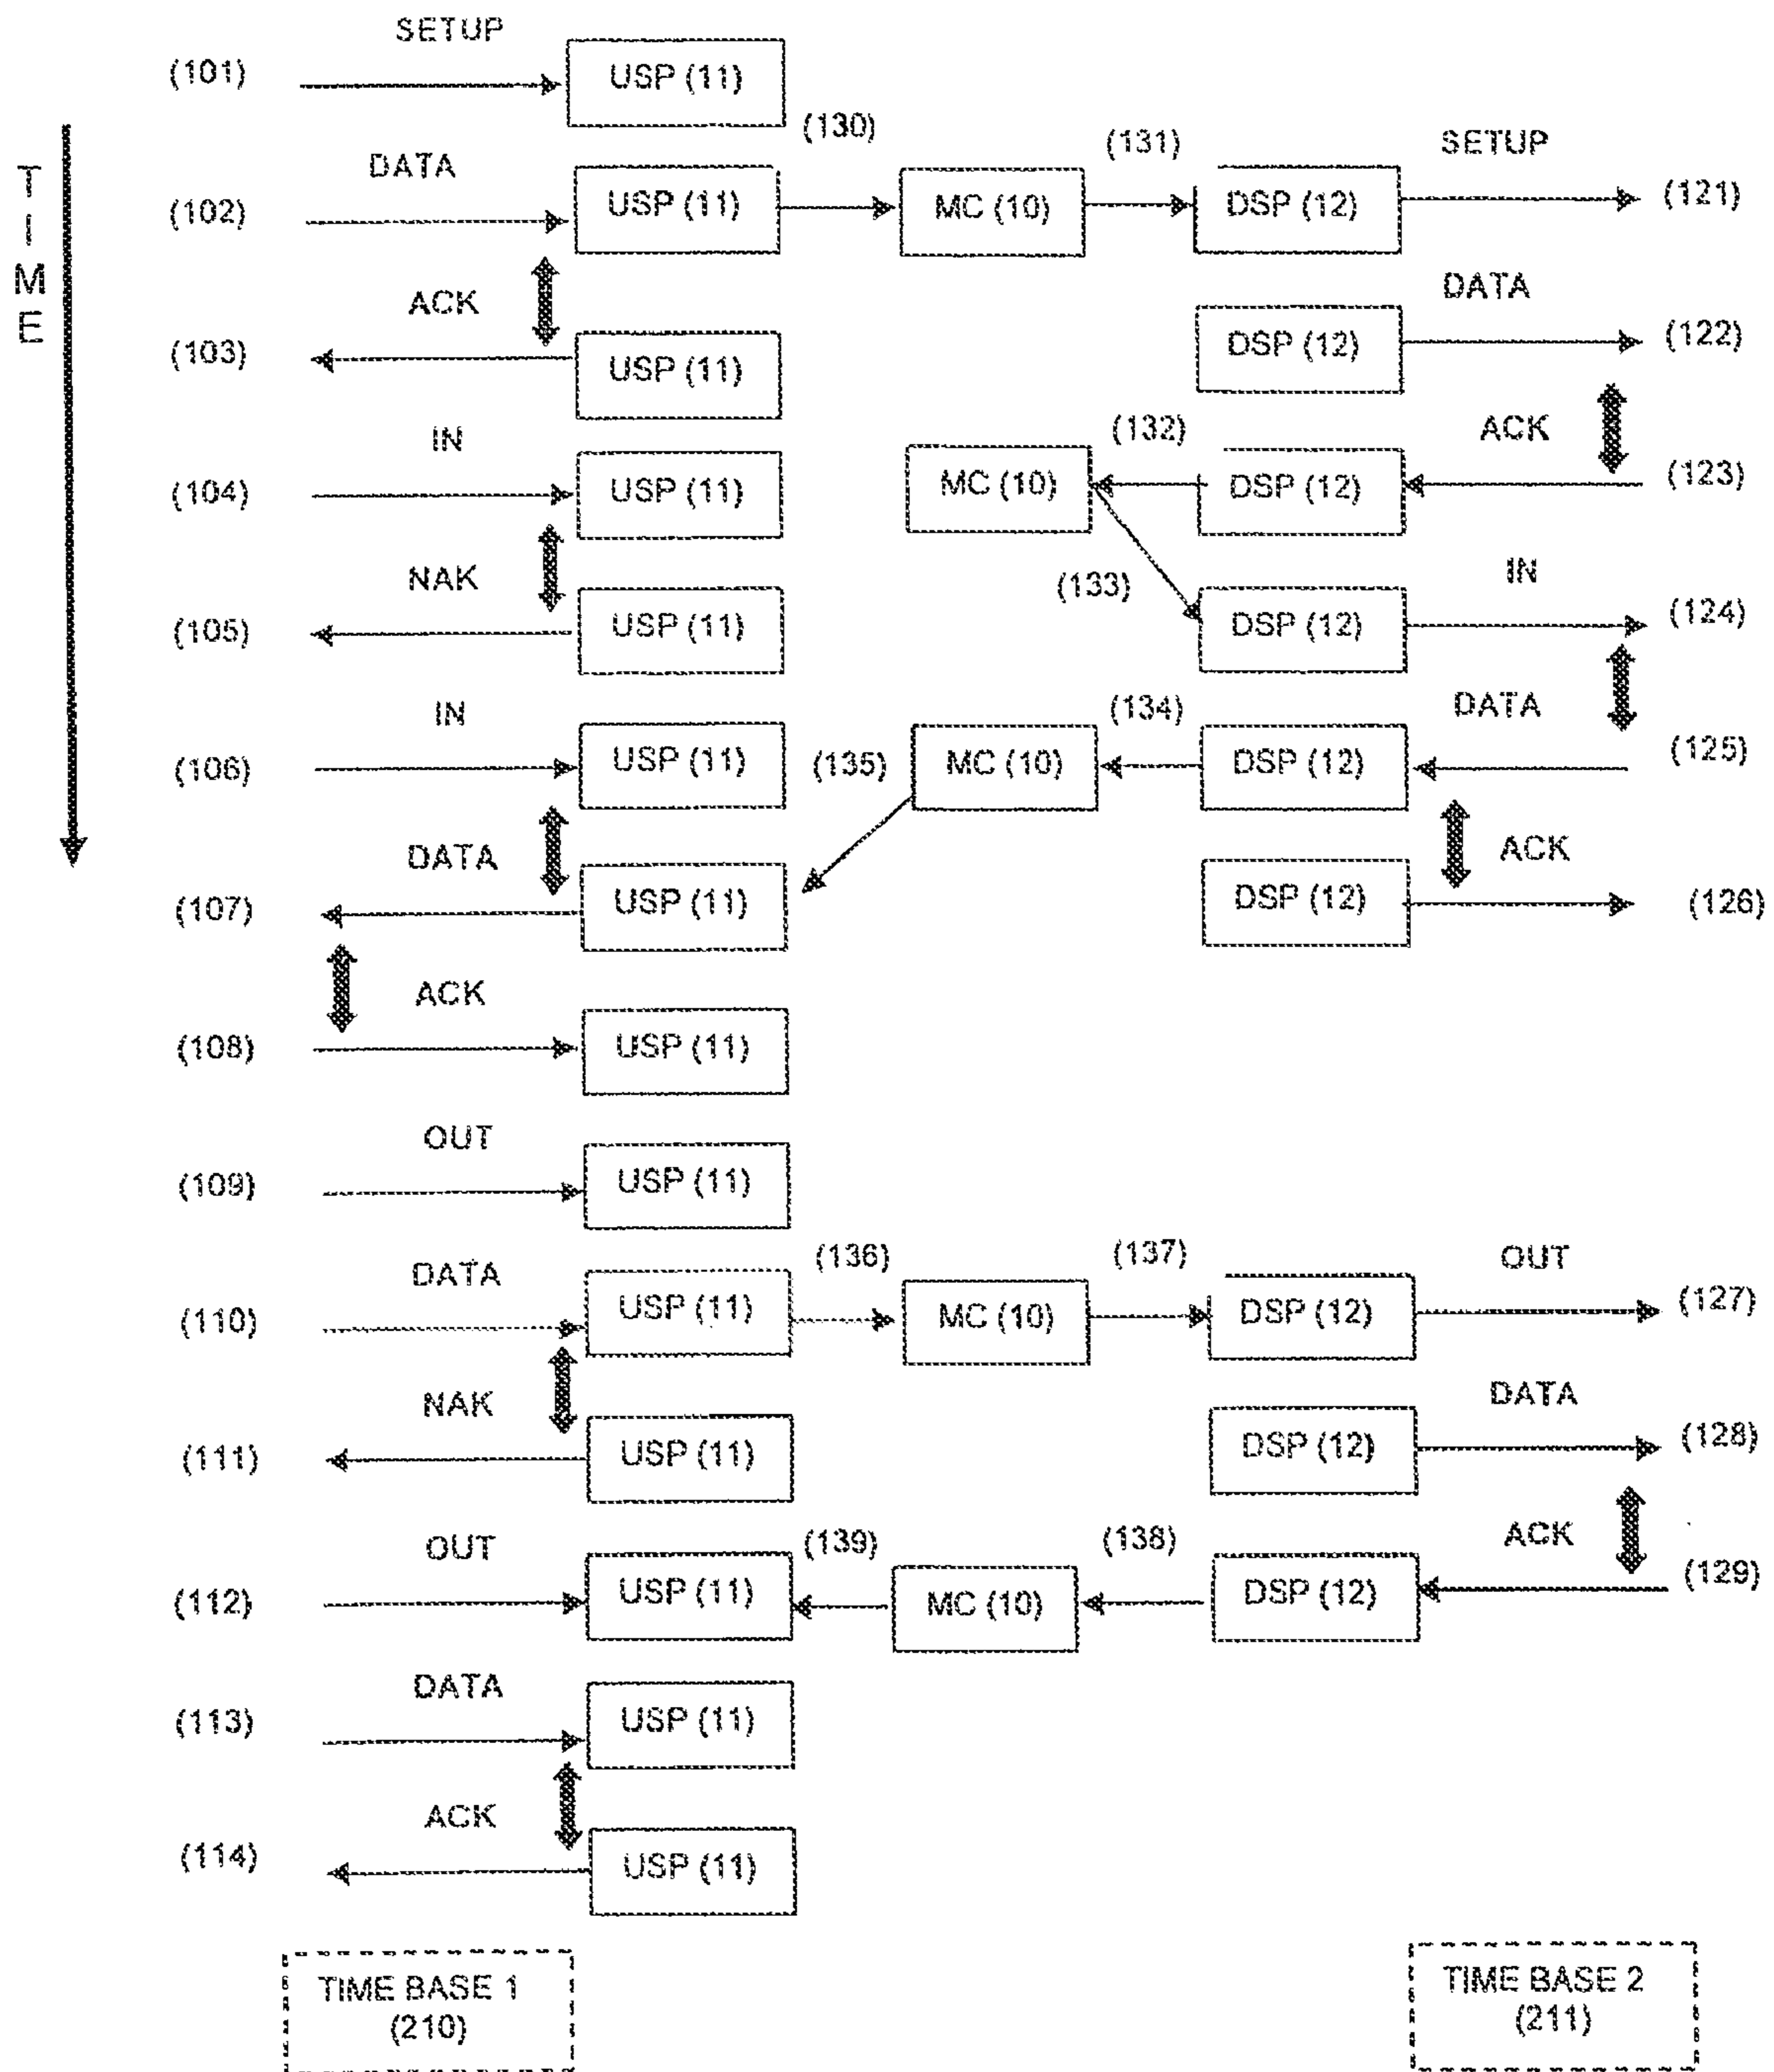 SETUP
(101) USP (11)
(130) (131) SETUP
DATA
(102) USP (11) MC (10) DSP (12) (121)
TIME
ACK DATA
(103) USP (11) DSP (12) (122)
IN (132) ACK
(104) USP (11) MC (10) DSP (12) (123)
NAK (133) IN
(105) USP (11) DSP (12) (124)
IN (134) DATA
(106) USP (11) (135) MC (10) DSP (12) (125)
DATA ACK
(107) USP (11) DSP (12) (126)
ACK
(108) USP (11)
OUT
(109) USP (11)
DATA (136) (137) OUT
(110) USP (11) MC (10) DSP (12) (127)
NAK DATA
(111) USP (11) DSP (12) (128)
OUT (139) (138) ACK
(112) USP (11) MC (10) DSP (12) (129)
DATA
(113) USP (11)
ACK
(114) USP (11)
TIME BASE 1 TIME BASE 2
(210) (211)